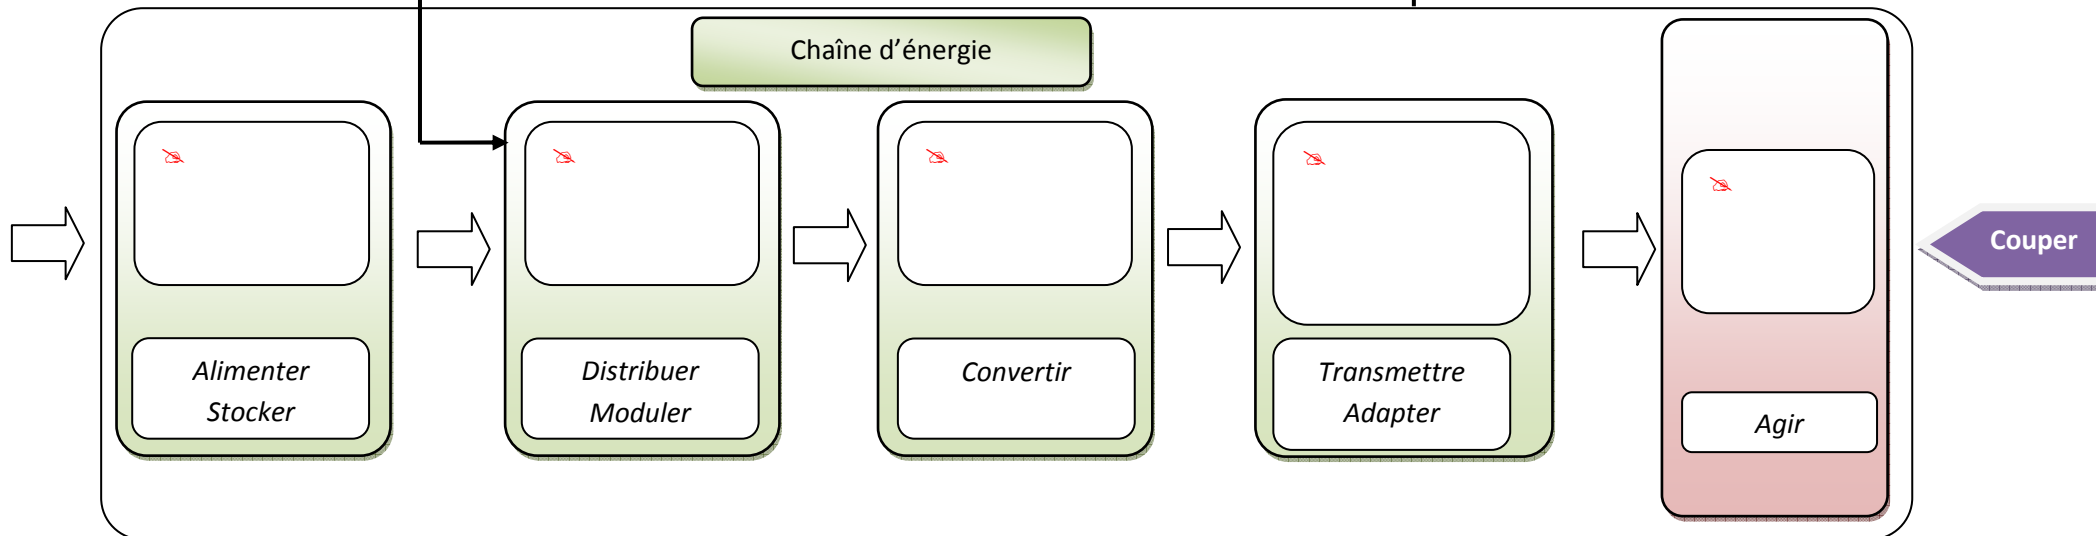 Chaîne d'énergie
Alimenter
Stocker
Distribuer
Moduler
Convertir
Transmettre
Adapter
Agir
Couper